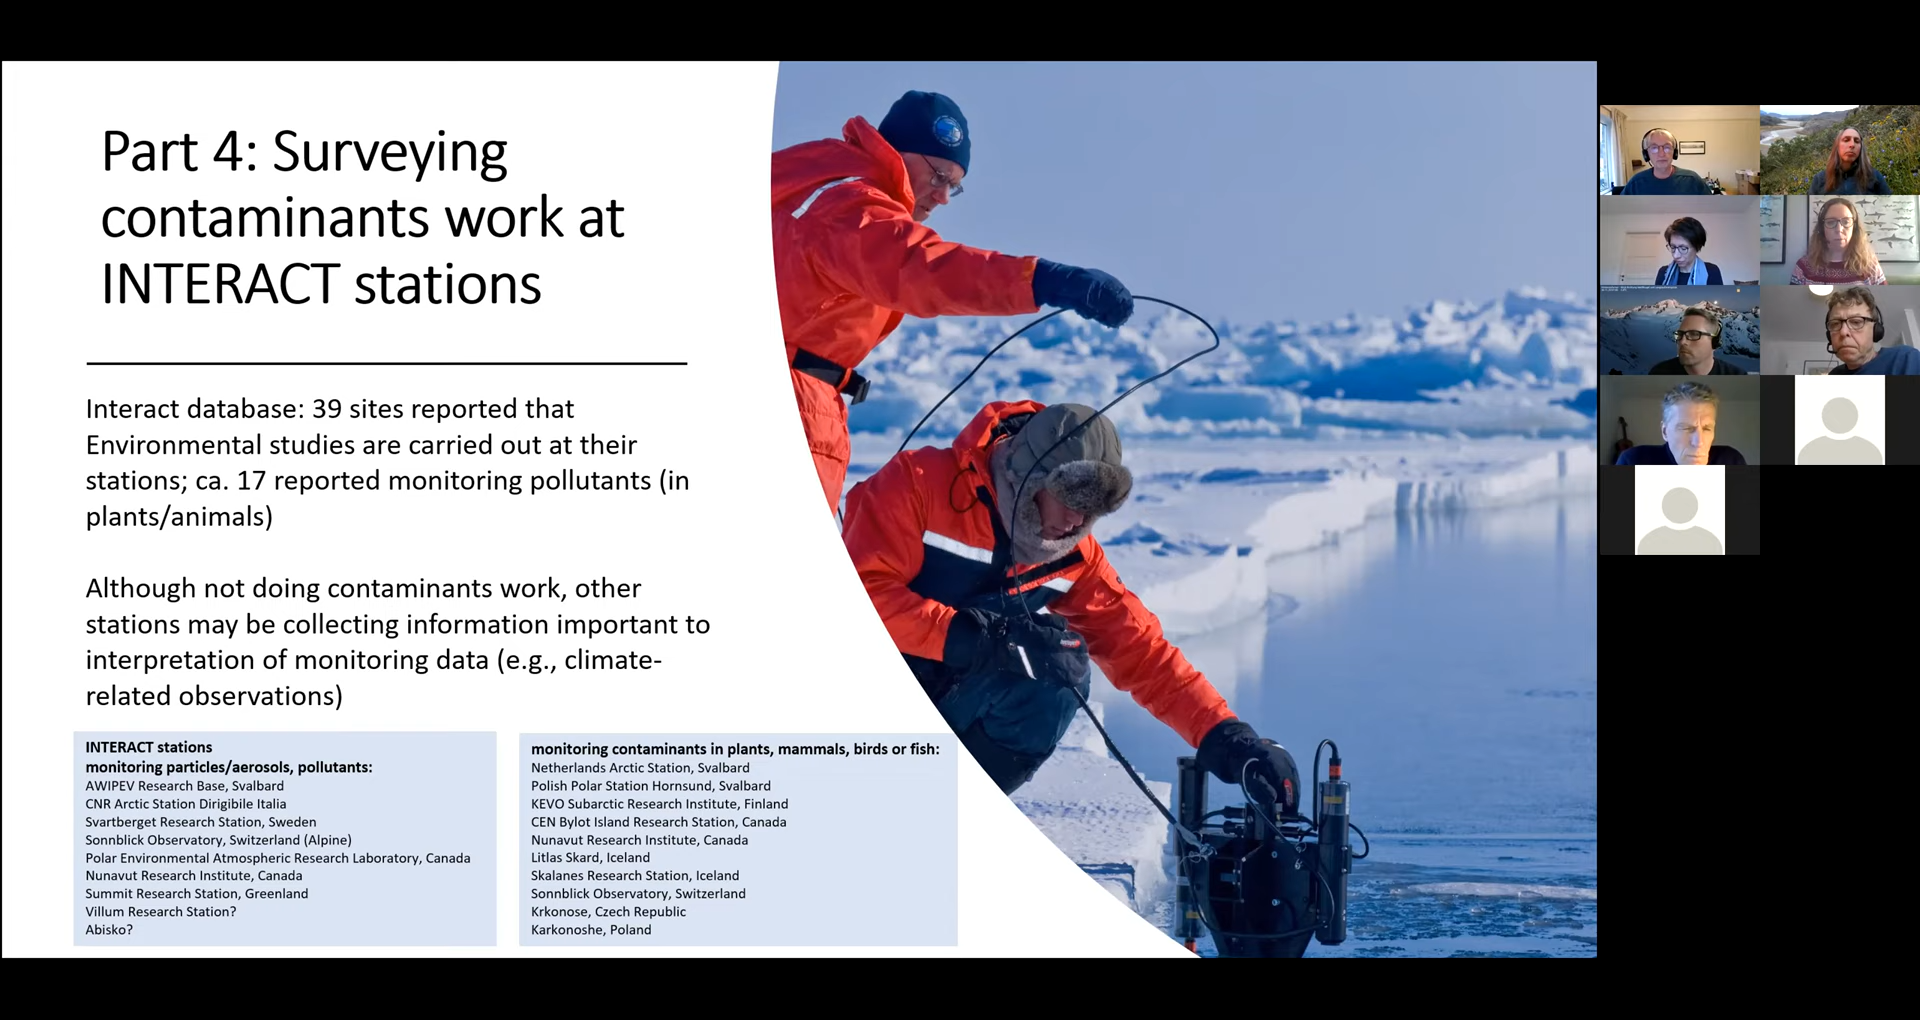 Part 4: Surveying
contaminants work at
INTERACT stations
Interact database: 39 sites reported that
Environmental studies are carried out at their
stations; ca. 17 reported monitoring pollutants (in
plants/animals)
Although not doing contaminants work, other
stations may be collecting information important to
interpretation of monitoring data (e.g., climate-
related observations)
INTERACT stations
monitoring particles/aerosols, pollutants:
AWIPEV Research Base, Svalbard
CNR Arctic Station Dirigibile Italia
Svartberget Research Station, Sweden
Sonnblick Observatory, Switzerland (Alpine)
Polar Environmental Atmospheric Research Laboratory, Canada
Nunavut Research Institute, Canada
Summit Research Station, Greenland
Villum Research Station?
Abisko?
monitoring contaminants in plants, mammals, birds or fish:
Netherlands Arctic Station, Svalbard
Polish Polar Station Hornsund, Svalbard
KEVO Subarctic Research Institute, Finland
CEN Bylot Island Research Station, Canada
Nunavut Research Institute, Canada
Litlas Skard, Iceland
Skalanes Research Station, Iceland
Sonnblick Observatory, Switzerland
Krkonose, Czech Republic
Karkonoshe, Poland